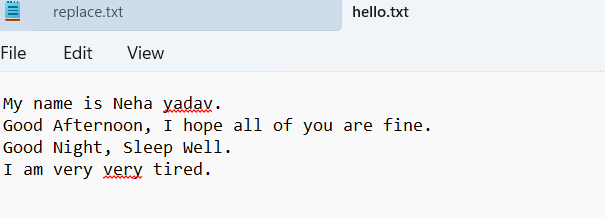 replace.txt hello.txt
File Edit View
My name is Neha yadav.
Good Afternoon, I hope all of you are fine.
Good Night, Sleep Well.
I am very very tired.